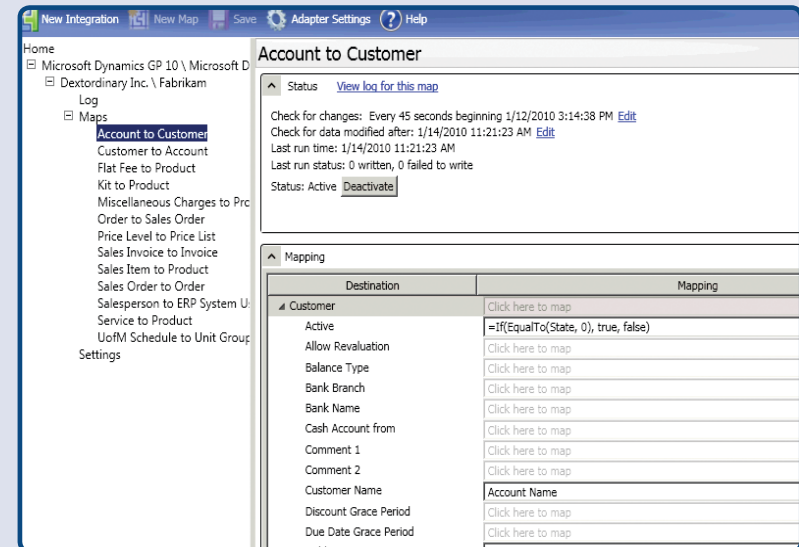 New Integration New Map Save Adapter Settings Help
Home
Microsoft Dynamics GP 10 \ Microsoft D
Dextordinary Inc. \ Fabrikam
Log
Maps
Account to Customer
Customer to Account
Flat Fee to Product
Kit to Product
Miscellaneous Charges to Prc
Order to Sales Order
Price Level to Price List
Sales Invoice to Invoice
Sales Item to Product
Sales Order to Order
Salesperson to ERP System U
Service to Product
UofM Schedule to Unit Group
Settings
Account to Customer
Status View log for this map
Check for changes: Every 45 seconds beginning 1/12/2010 3:14:38 PM Edit
Check for data modified after: 1/14/2010 11:21:23 AM Edit
Last run time: 1/14/2010 11:21:23 AM
Last run status: 0 written, 0 failed to write
Status: Active Deactivate
Mapping
Destination Mapping
Customer Click here to map
Active =If(EqualTo(State, 0), true, false)
Allow Revaluation Click here to map
Balance Type Click here to map
Bank Branch Click here to map
Bank Name Click here to map
Cash Account from Click here to map
Comment 1 Click here to map
Comment 2 Click here to map
Customer Name Account Name
Discount Grace Period Click here to map
Due Date Grace Period Click here to map